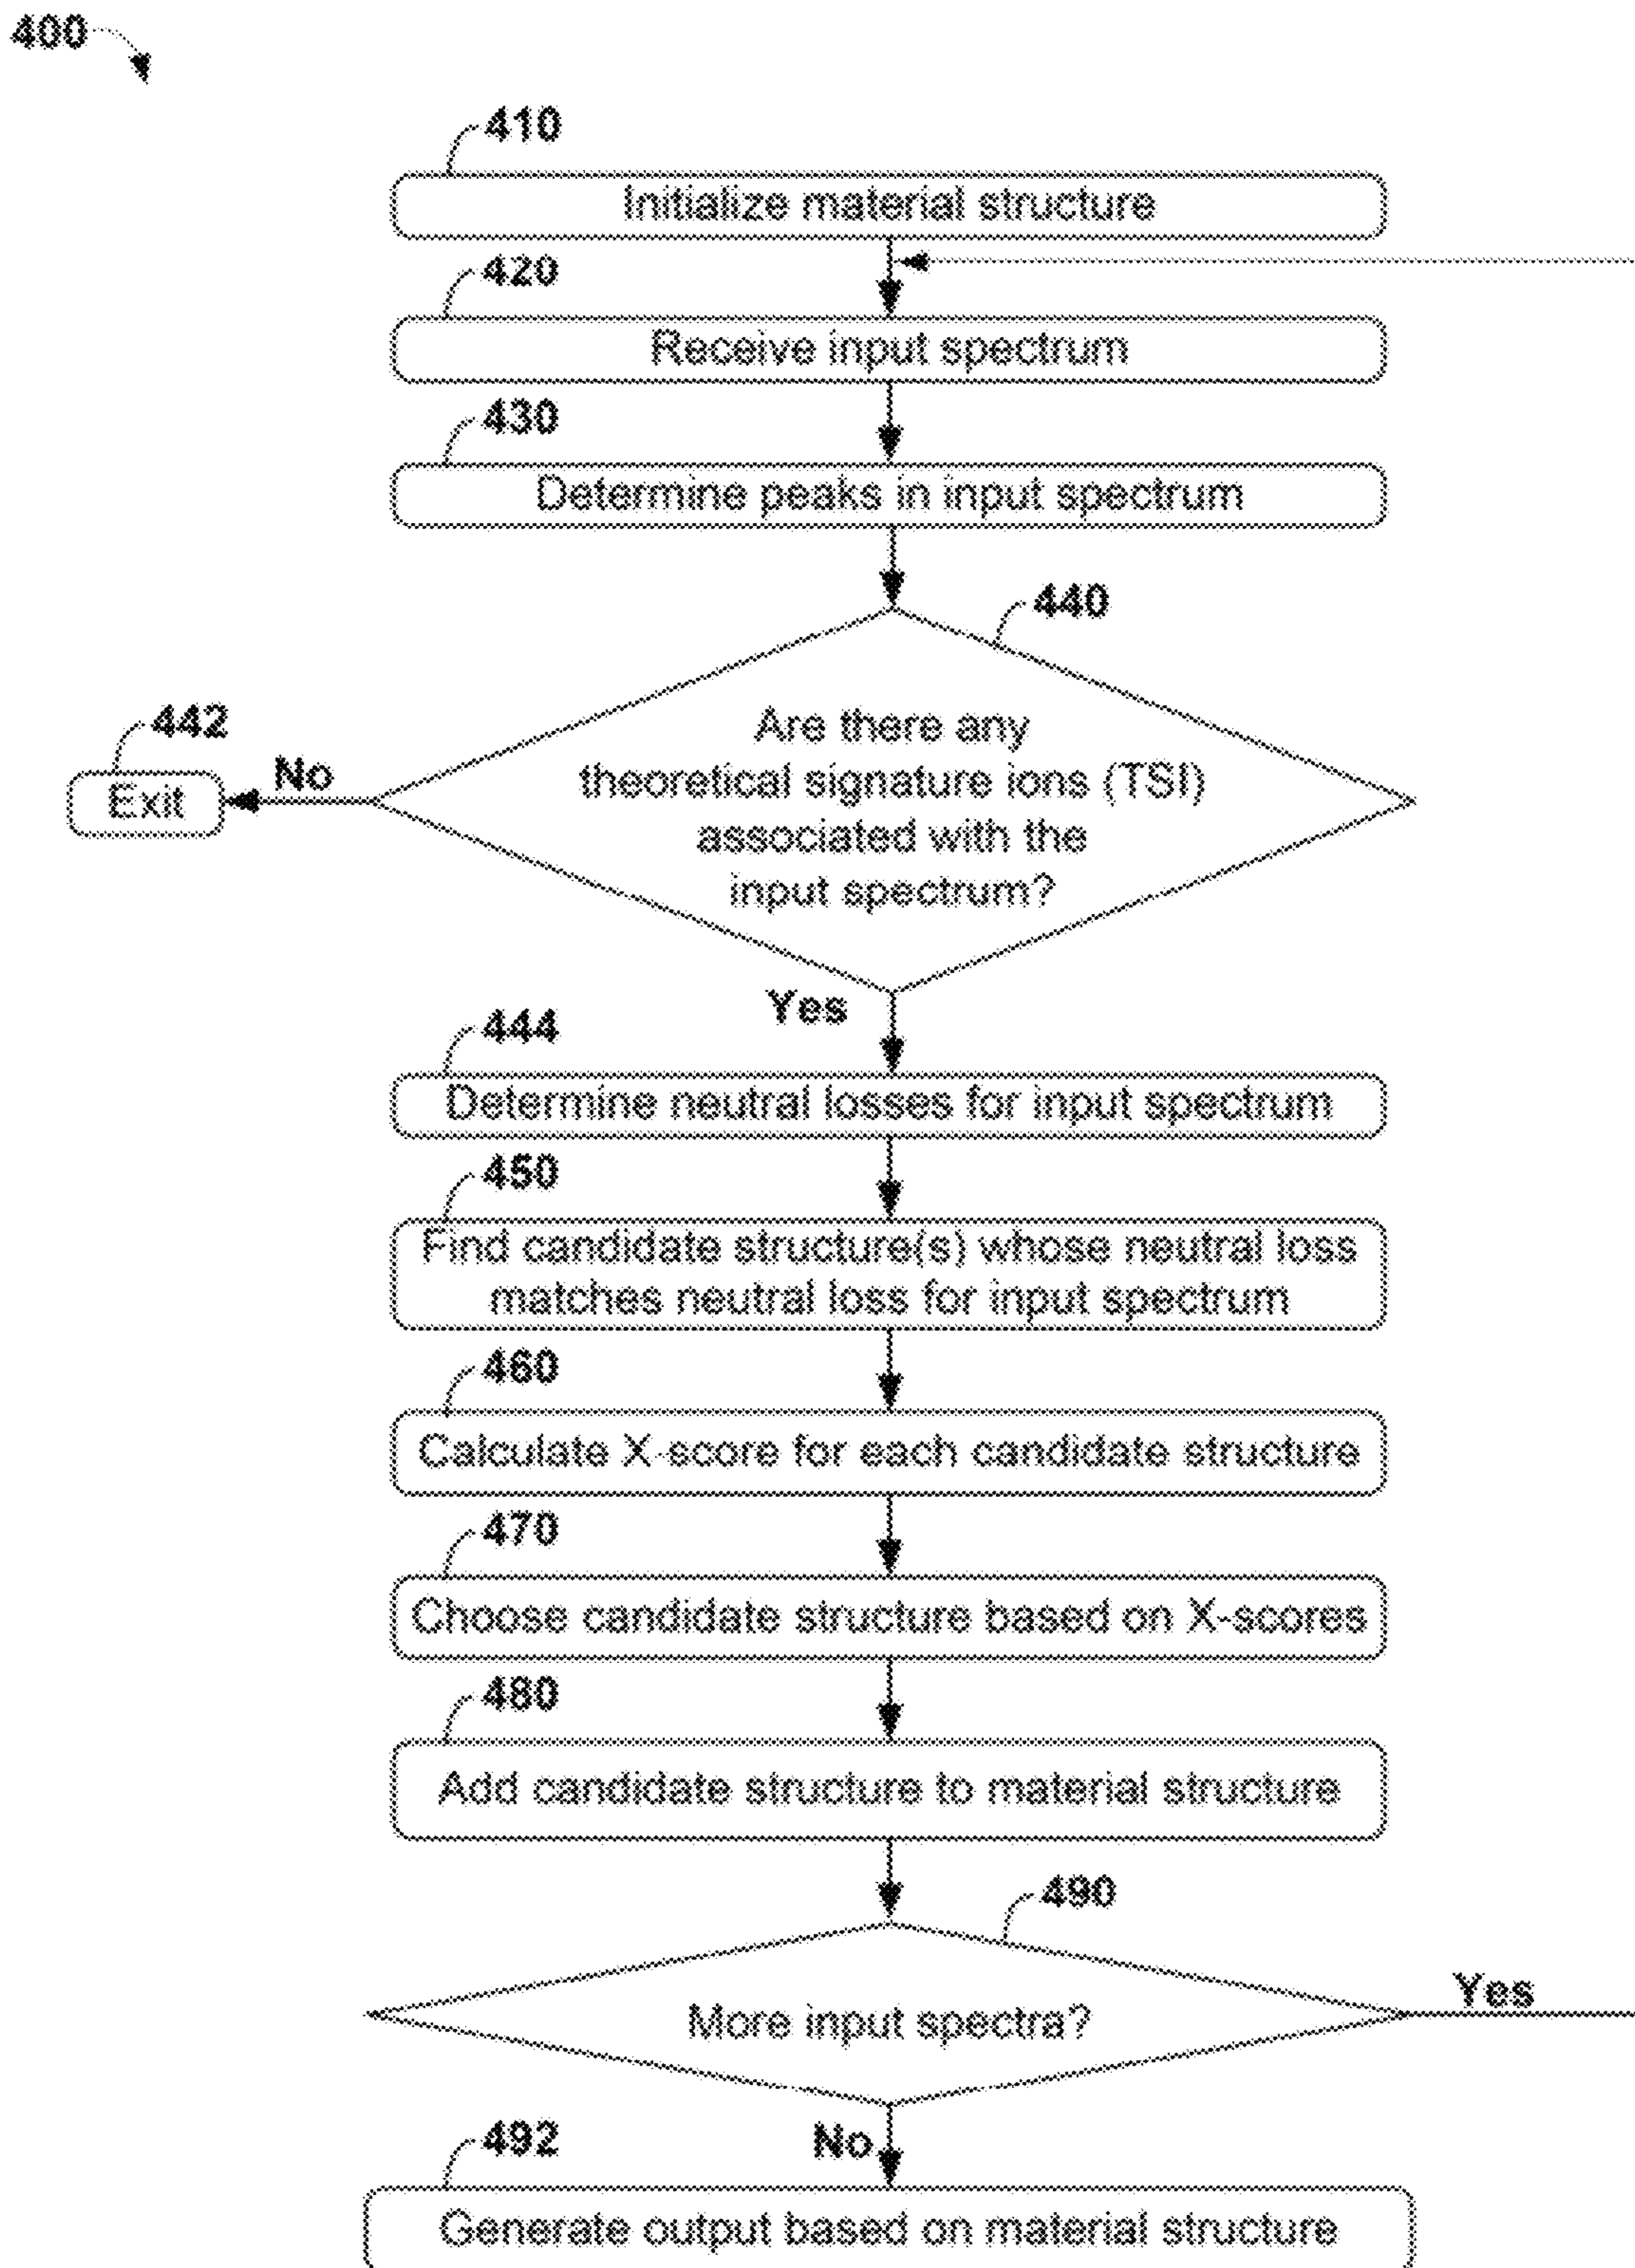 400
410
Initialize material structure
420
Receive input spectrum
430
Determine peaks in input spectrum
440
Are there any
theoretical signature ions (TSI)
associated with the
input spectrum?
442
No
Exit
Yes
444
Determine neutral losses for input spectrum
450
Find candidate structure(s) whose neutral loss
matches neutral loss for input spectrum
460
Calculate X-score for each candidate structure
470
Choose candidate structure based on X-scores
480
Add candidate structure to material structure
490
More input spectra?
Yes
No
492
Generate output based on material structure